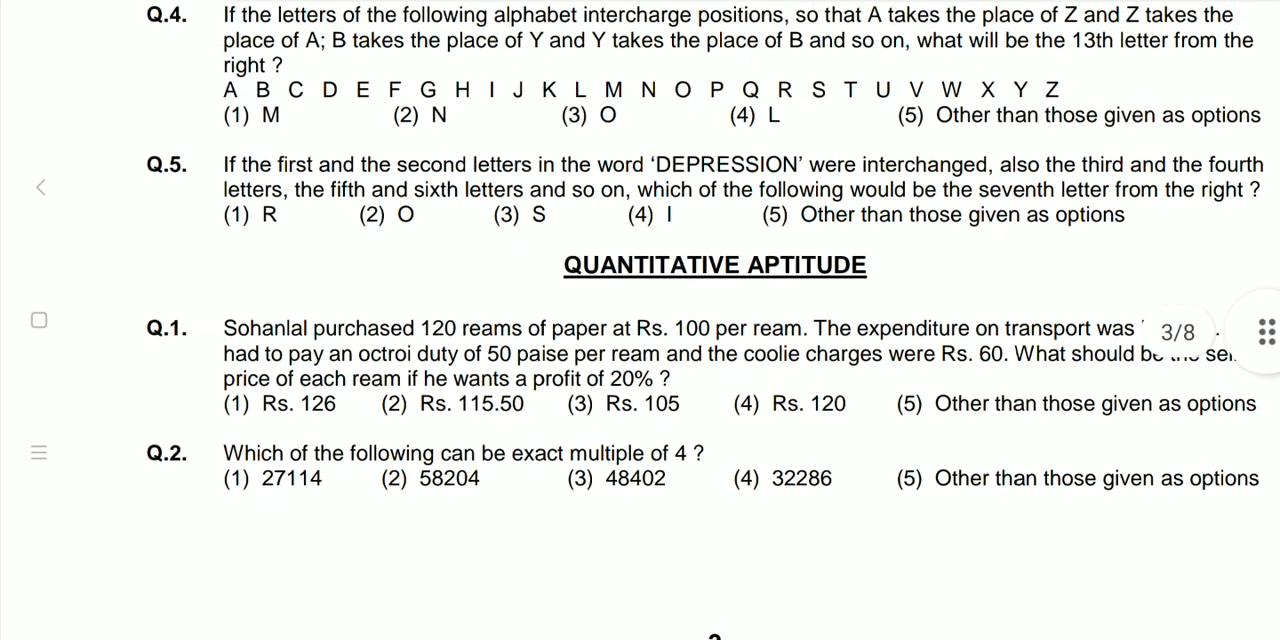 Q.4. If the letters of the following alphabet intercharge positions, so that A takes the place of Z and Z takes the
place of A; B takes the place of Y and Y takes the place of B and so on, what will be the 13th letter from the
right ?
A B C D E F G H I J K L M N O P Q R S T U V W X Y Z
(1) M (2) N (3) O (4) L (5) Other than those given as options
Q.5. If the first and the second letters in the word ‘DEPRESSION’ were interchanged, also the third and the fourth
letters, the fifth and sixth letters and so on, which of the following would be the seventh letter from the right ?
(1) R (2) O (3) S (4) I (5) Other than those given as options
QUANTITATIVE APTITUDE
Q.1. Sohanlal purchased 120 reams of paper at Rs. 100 per ream. The expenditure on transport was
3/8
had to pay an octroi duty of 50 paise per ream and the coolie charges were Rs. 60. What should be the
price of each ream if he wants a profit of 20% ?
(1) Rs. 126 (2) Rs. 115.50 (3) Rs. 105 (4) Rs. 120 (5) Other than those given as options
Q.2. Which of the following can be exact multiple of 4 ?
(1) 27114 (2) 58204 (3) 48402 (4) 32286 (5) Other than those given as options